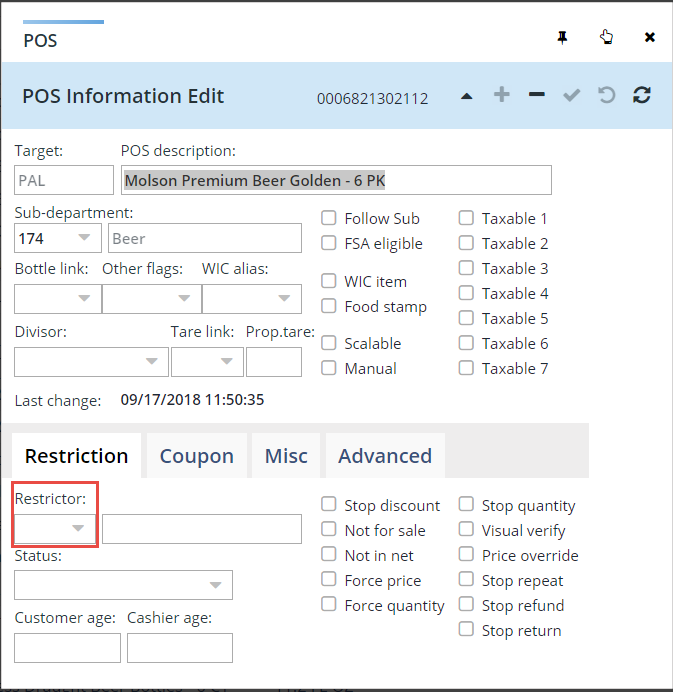 POS
POS Information Edit 0006821302112
Target: POS description:
PAL Molson Premium Beer Golden - 6 PK
Sub-department:
174 Beer
Follow Sub Taxable 1
FSA eligible Taxable 2
Bottle link: Other flags: WIC alias:
WIC item Taxable 3
Food stamp Taxable 4
Divisor: Tare link: Prop.tare:
Taxable 5
Scalable Taxable 6
Manual Taxable 7
Last change: 09/17/2018 11:50:35
Restriction Coupon Misc Advanced
Restrictor:
Stop discount Stop quantity
Not for sale Visual verify
Status:
Not in net Price override
Force price Stop repeat
Customer age: Cashier age:
Force quantity Stop refund
Stop return